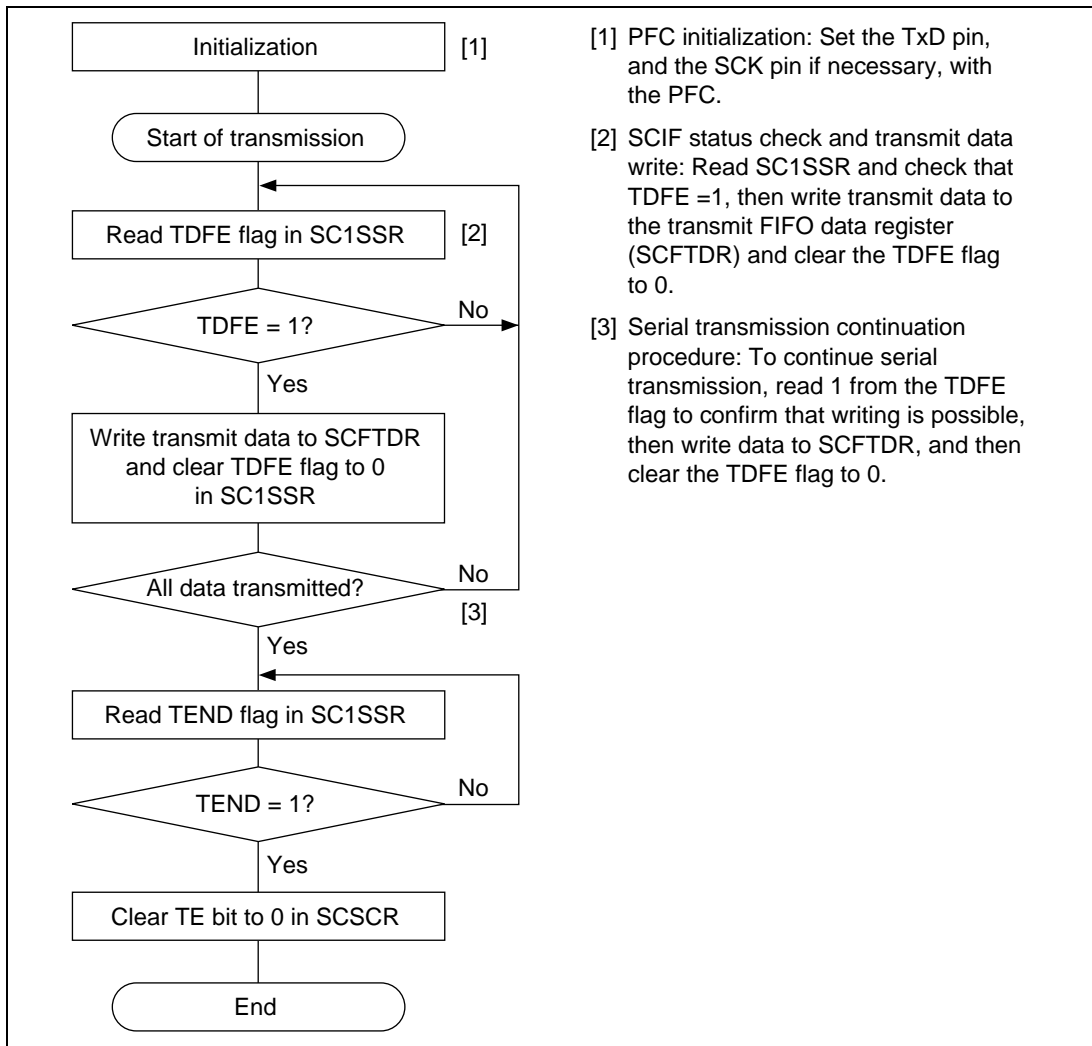 Initialization
[1]
Start of transmission
Read TDFE flag in SC1SSR
[2]
TDFE = 1?
No
Yes
Write transmit data to SCFTDR
and clear TDFE flag to 0
in SC1SSR
All data transmitted?
No
[3]
Yes
Read TEND flag in SC1SSR
TEND = 1?
No
Yes
Clear TE bit to 0 in SCSCR
End
[1] PFC initialization: Set the TxD pin,
and the SCK pin if necessary, with
the PFC.
[2] SCIF status check and transmit data
write: Read SC1SSR and check that
TDFE =1, then write transmit data to
the transmit FIFO data register
(SCFTDR) and clear the TDFE flag
to 0.
[3] Serial transmission continuation
procedure: To continue serial
transmission, read 1 from the TDFE
flag to confirm that writing is possible,
then write data to SCFTDR, and then
clear the TDFE flag to 0.